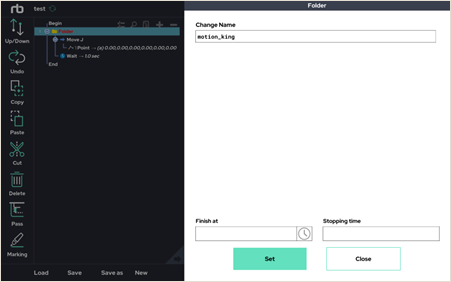 rb
test
Up/Down
Undo
Copy
Paste
Cut
Delete
Pass
Marking
Begin
Folder
Move J
Point → (a) 0.00,0.00,0.00,0.00,0.00,0.00
Wait → 1.0 sec
End
Load Save Save as New
Folder
Change Name
motion_king
Finish at Stopping time
Set Close